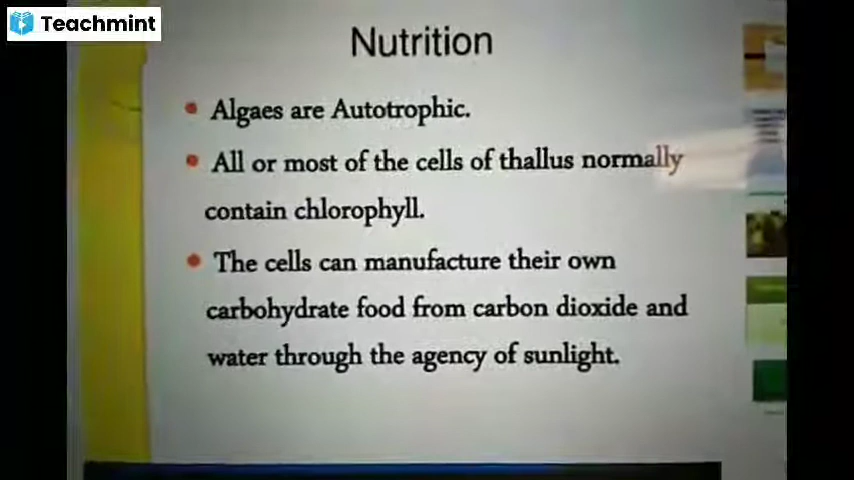 Teachmint
Nutrition
Algaes are Autotrophic.
All or most of the cells of thallus normally
contain chlorophyll.
The cells can manufacture their own
carbohydrate food from carbon dioxide and
water through the agency of sunlight.